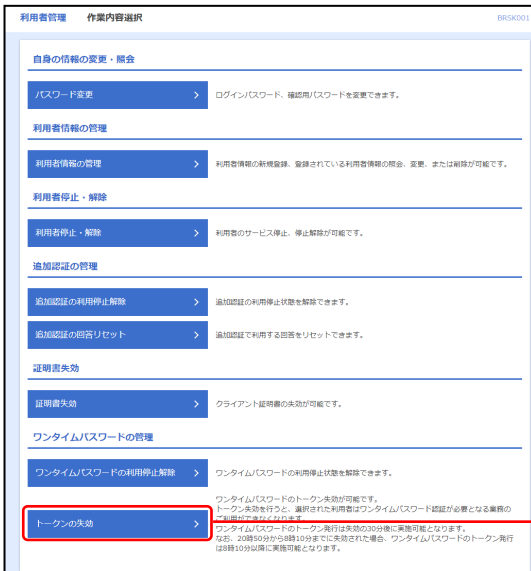 利用者管理 作業内容選択 BRSK001
自身の情報の変更・照会
パスワード変更 ログインパスワード、確認用パスワードを変更できます。
利用者情報の管理
利用者情報の管理 利用者情報の新規登録、登録されている利用者情報の照会、変更、または削除が可能です。
利用者停止・解除
利用者停止・解除 利用者のサービス停止、停止解除が可能です。
追加認証の管理
追加認証の利用停止解除 追加認証の利用停止状態を解除できます。
追加認証の回答リセット 追加認証で利用する回答をリセットできます。
証明書失効
証明書失効 クライアント証明書の失効が可能です。
ワンタイムパスワードの管理
ワンタイムパスワードの利用停止解除 ワンタイムパスワードの利用停止状態を解除できます。
ワンタイムパスワードのトークン失効が可能です。
トークン失効を行うと、選択された利用者はワンタイムパスワード認証が必要となる業務の
ご利用ができなくなります。
トークンの失効 ワンタイムパスワードのトークン発行は失効の30分後に実施可能となります。
なお、20時50分から8時10分までに失効された場合、ワンタイムパスワードのトークン発行
は8時10分以降に実施可能となります。